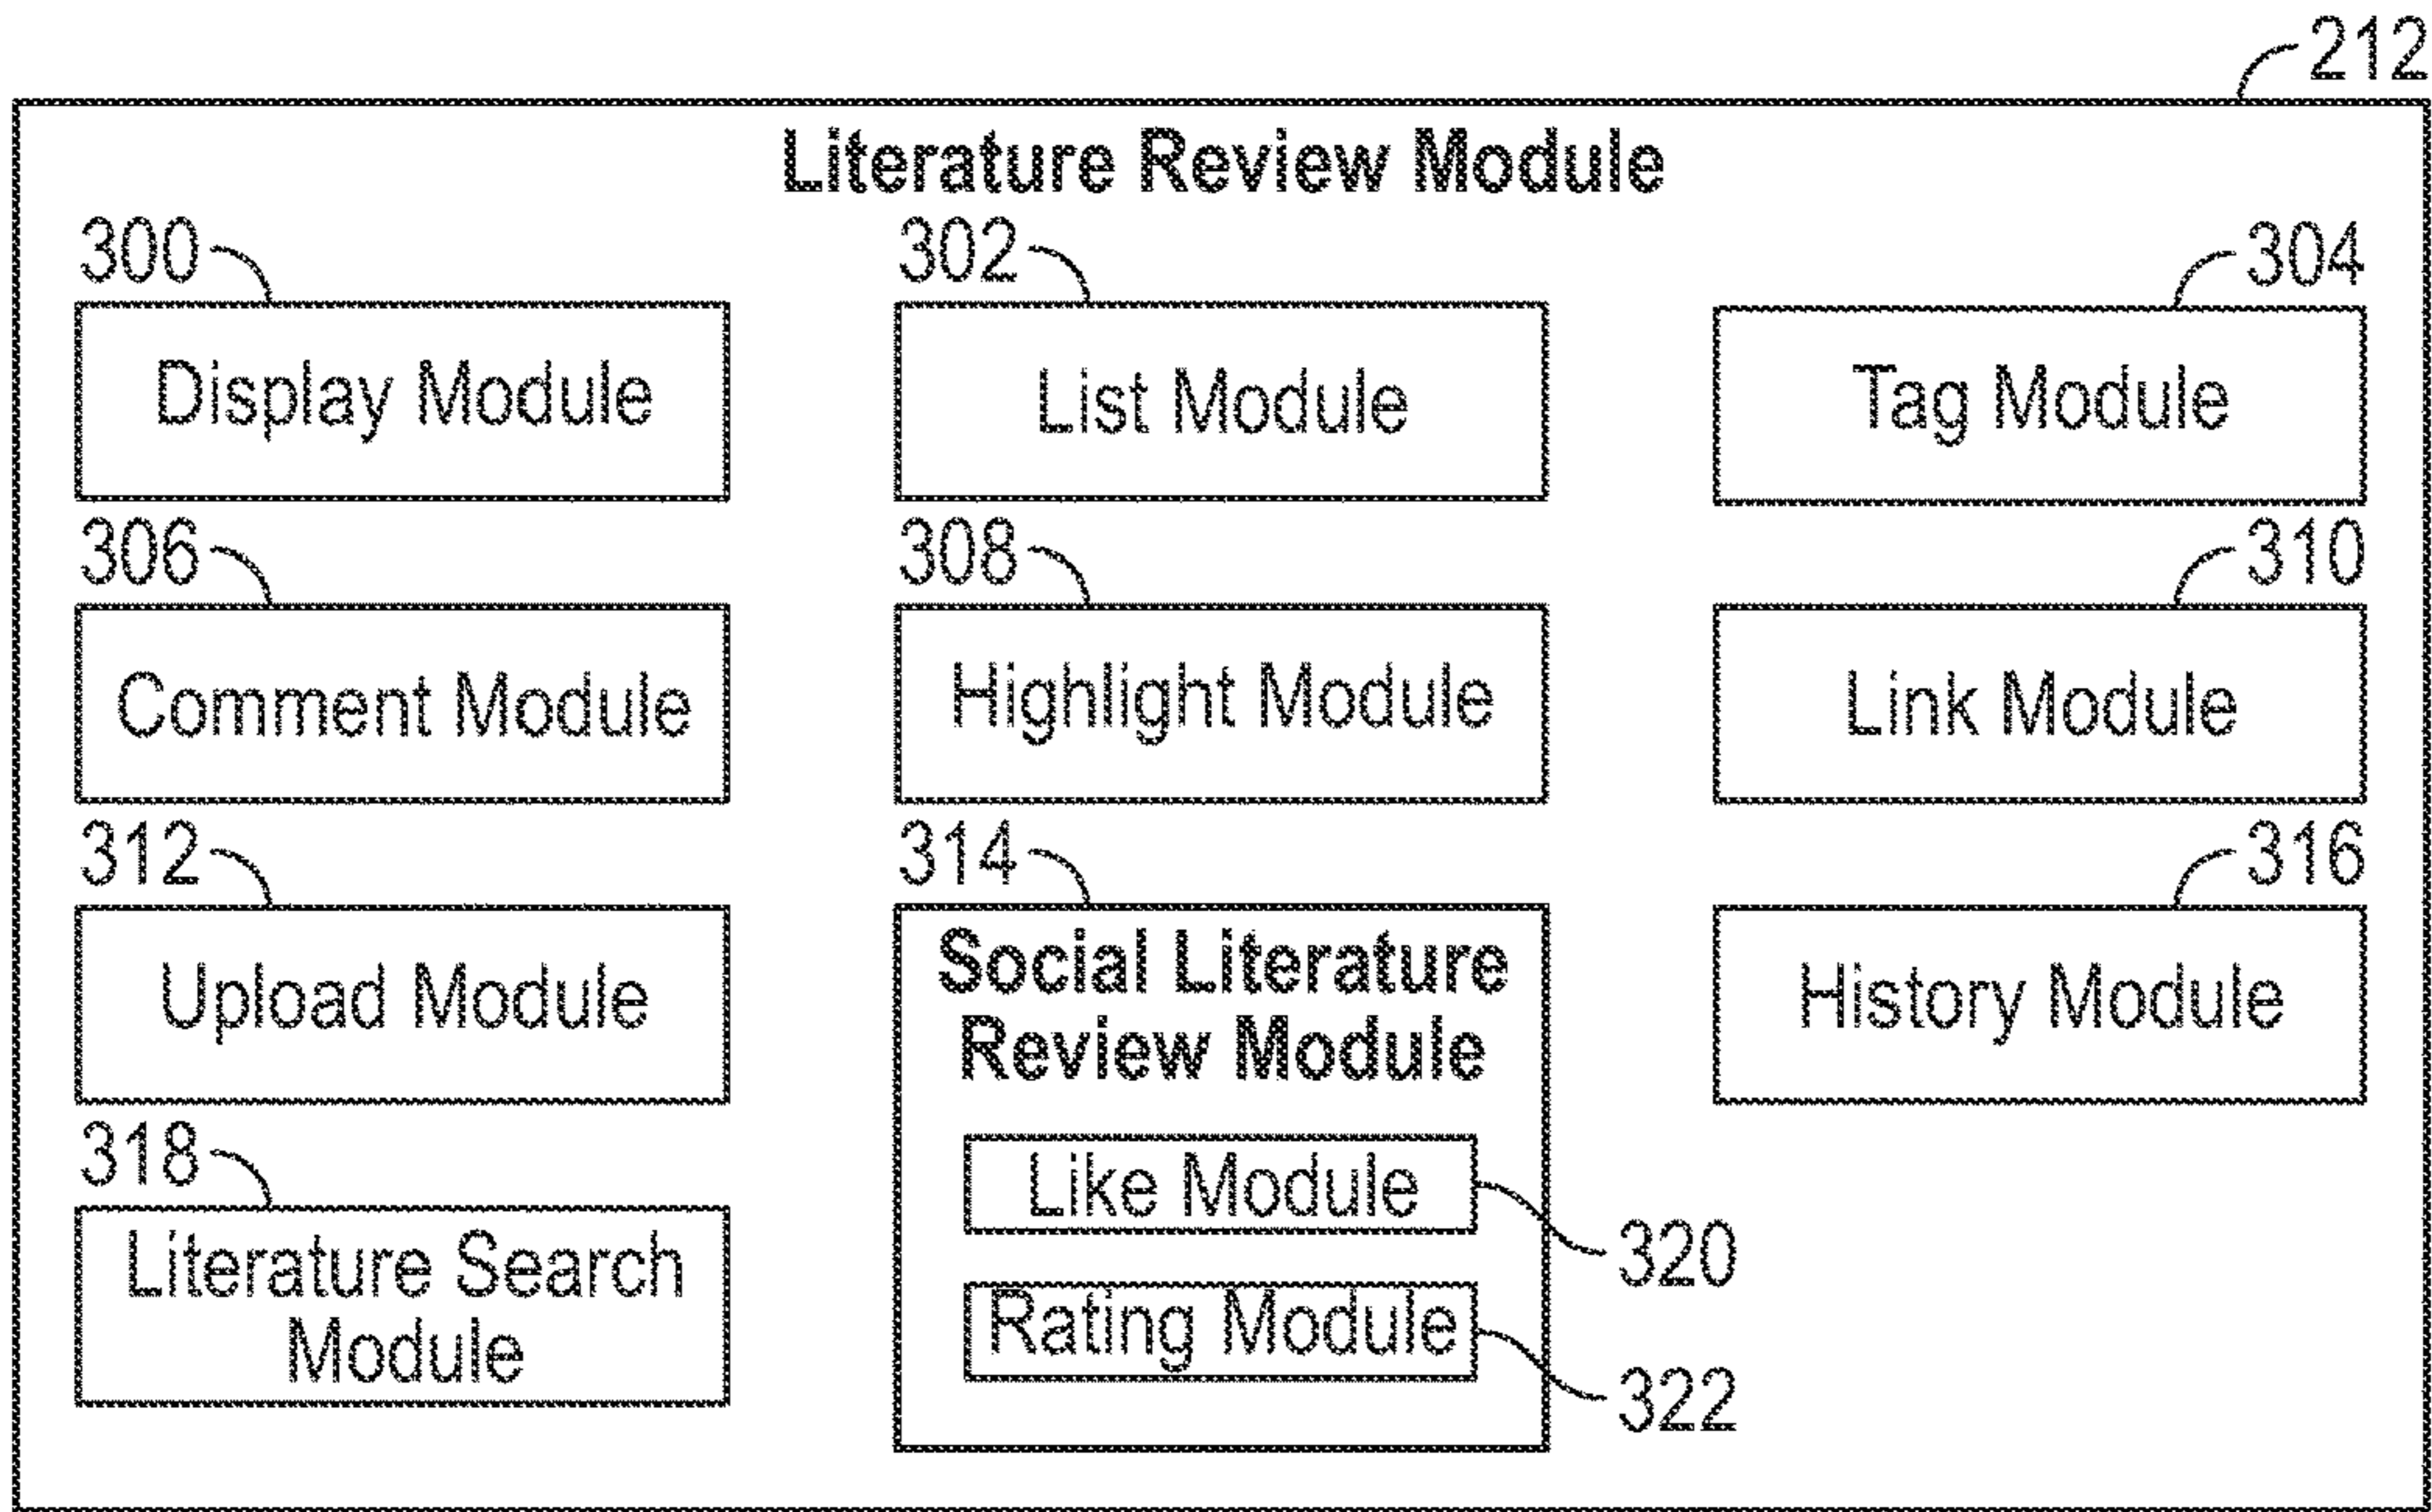 212
Literature Review Module
300
302
304
Display Module
List Module
Tag Module
306
308
310
Comment Module
Highlight Module
Link Module
312
314
316
Upload Module
Social Literature
Review Module
History Module
318
Literature Search
Module
Like Module
320
Rating Module
322